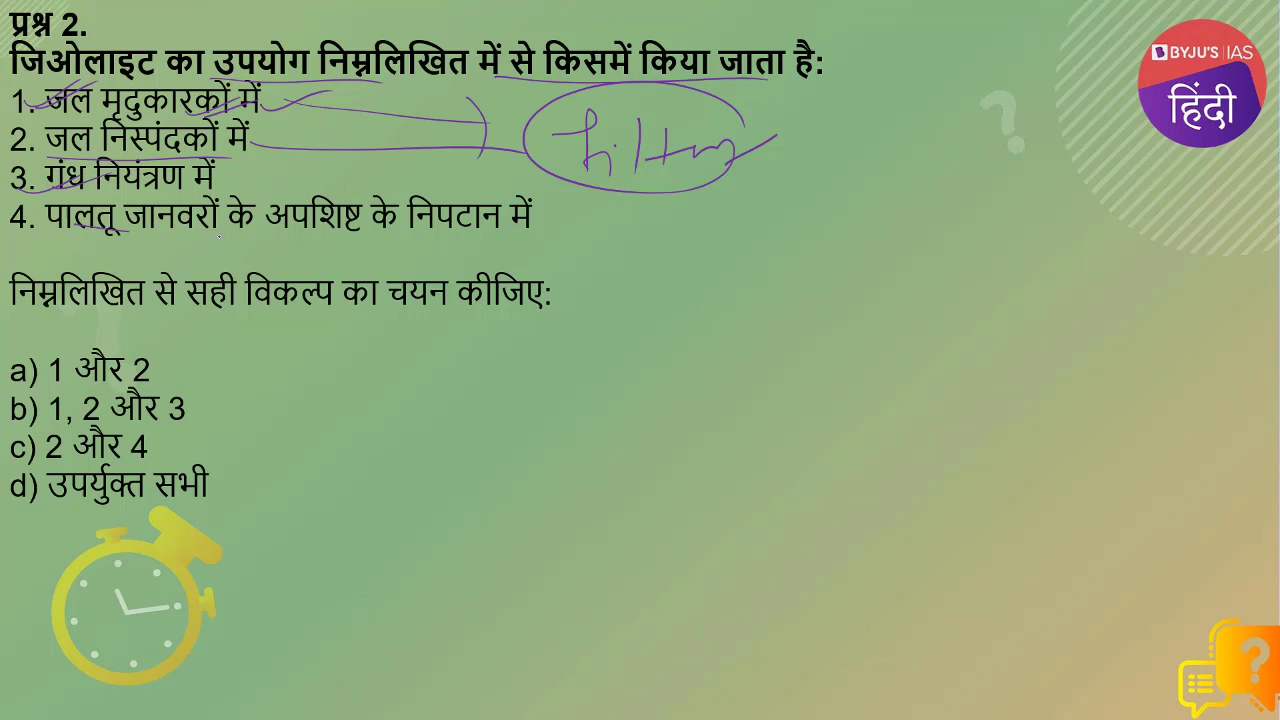 प्रश्न 2.
जिओलाइट का उपयोग निम्नलिखित में से किसमें किया जाता है:
1. जल मृदुकारकों में
2. जल निस्पंदकों में
3. गंध नियंत्रण में
4. पालतू जानवरों के अपशिष्ट के निपटान में
निम्नलिखित से सही विकल्प का चयन कीजिए:
a) 1 और 2
b) 1, 2 और 3
c) 2 और 4
d) उपर्युक्त सभी
BYJU'S IAS
हिंदी